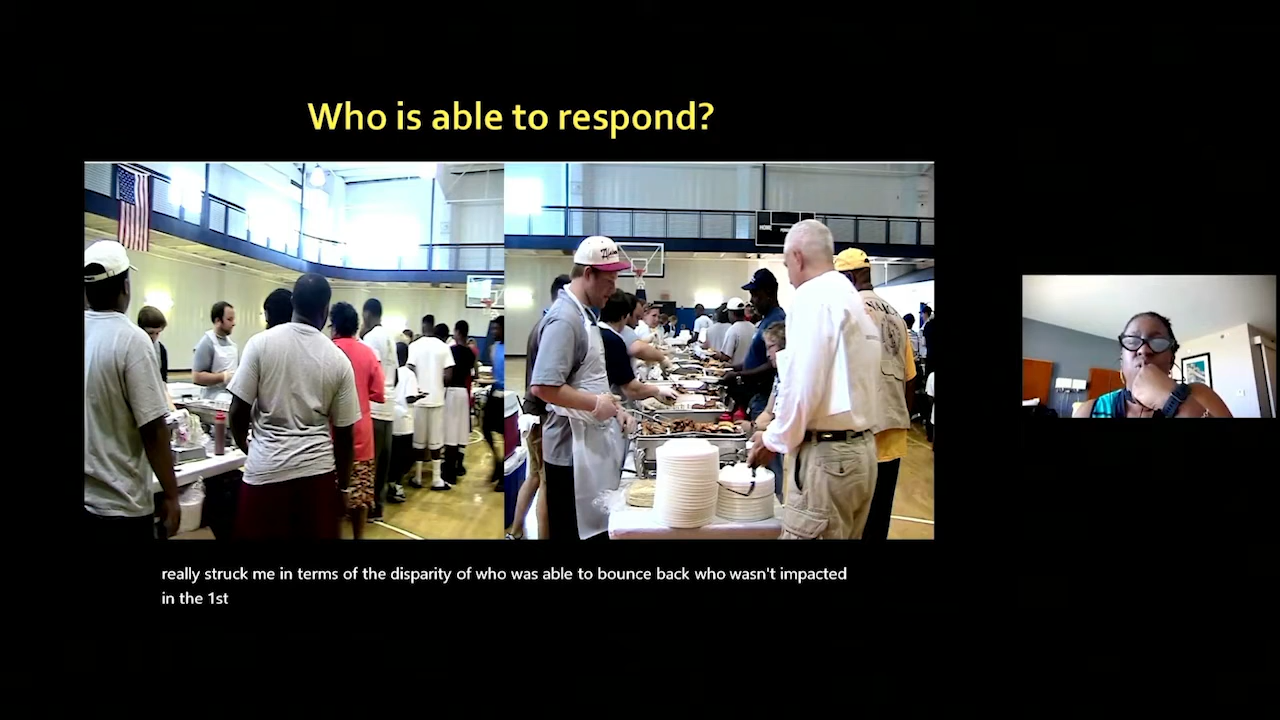 Who is able to respond?
HOME
really struck me in terms of the disparity of who was able to bounce back who wasn't impacted
in the 1st